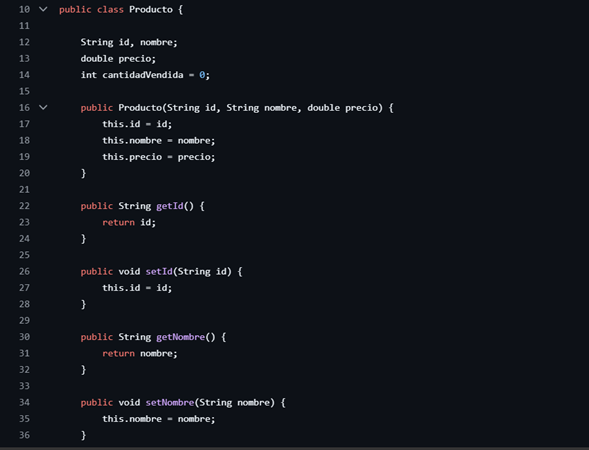 10 public class Producto {
11
12 String id, nombre;
13 double precio;
14 int cantidadVendida = 0;
15
16 public Producto(String id, String nombre, double precio) {
17 this.id = id;
18 this.nombre = nombre;
19 this.precio = precio;
20 }
21
22 public String getId() {
23 return id;
24 }
25
26 public void setId(String id) {
27 this.id = id;
28 }
29
30 public String getNombre() {
31 return nombre;
32 }
33
34 public void setNombre(String nombre) {
35 this.nombre = nombre;
36 }